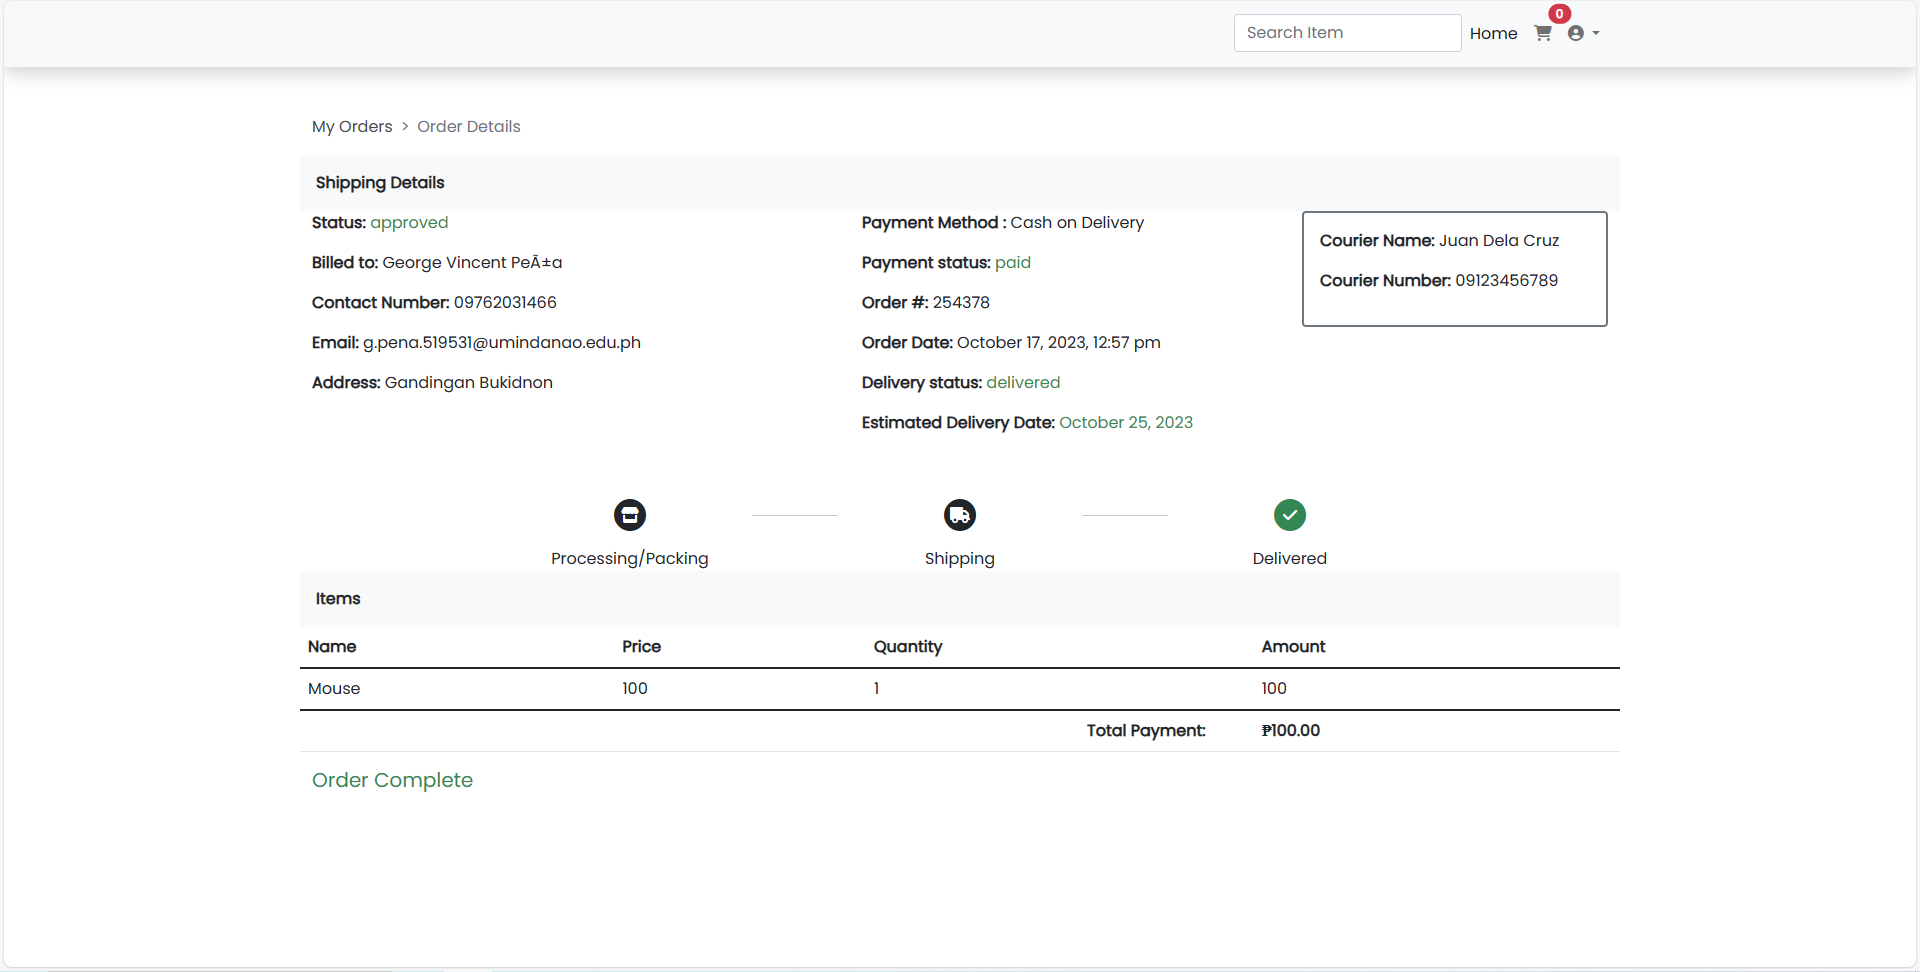 Search Item Home 0
My Orders > Order Details
Shipping Details
Status: approved
Billed to: George Vincent PeÃ±a
Contact Number: 09762031466
Email: g.pena.519531@umindanao.edu.ph
Address: Gandingan Bukidnon
Payment Method : Cash on Delivery
Payment status: paid
Order #: 254378
Order Date: October 17, 2023, 12:57 pm
Delivery status: delivered
Estimated Delivery Date: October 25, 2023
Courier Name: Juan Dela Cruz
Courier Number: 09123456789
Processing/Packing Shipping Delivered
Items
Name Price Quantity Amount
Mouse 100 1 100
Total Payment: ₱100.00
Order Complete